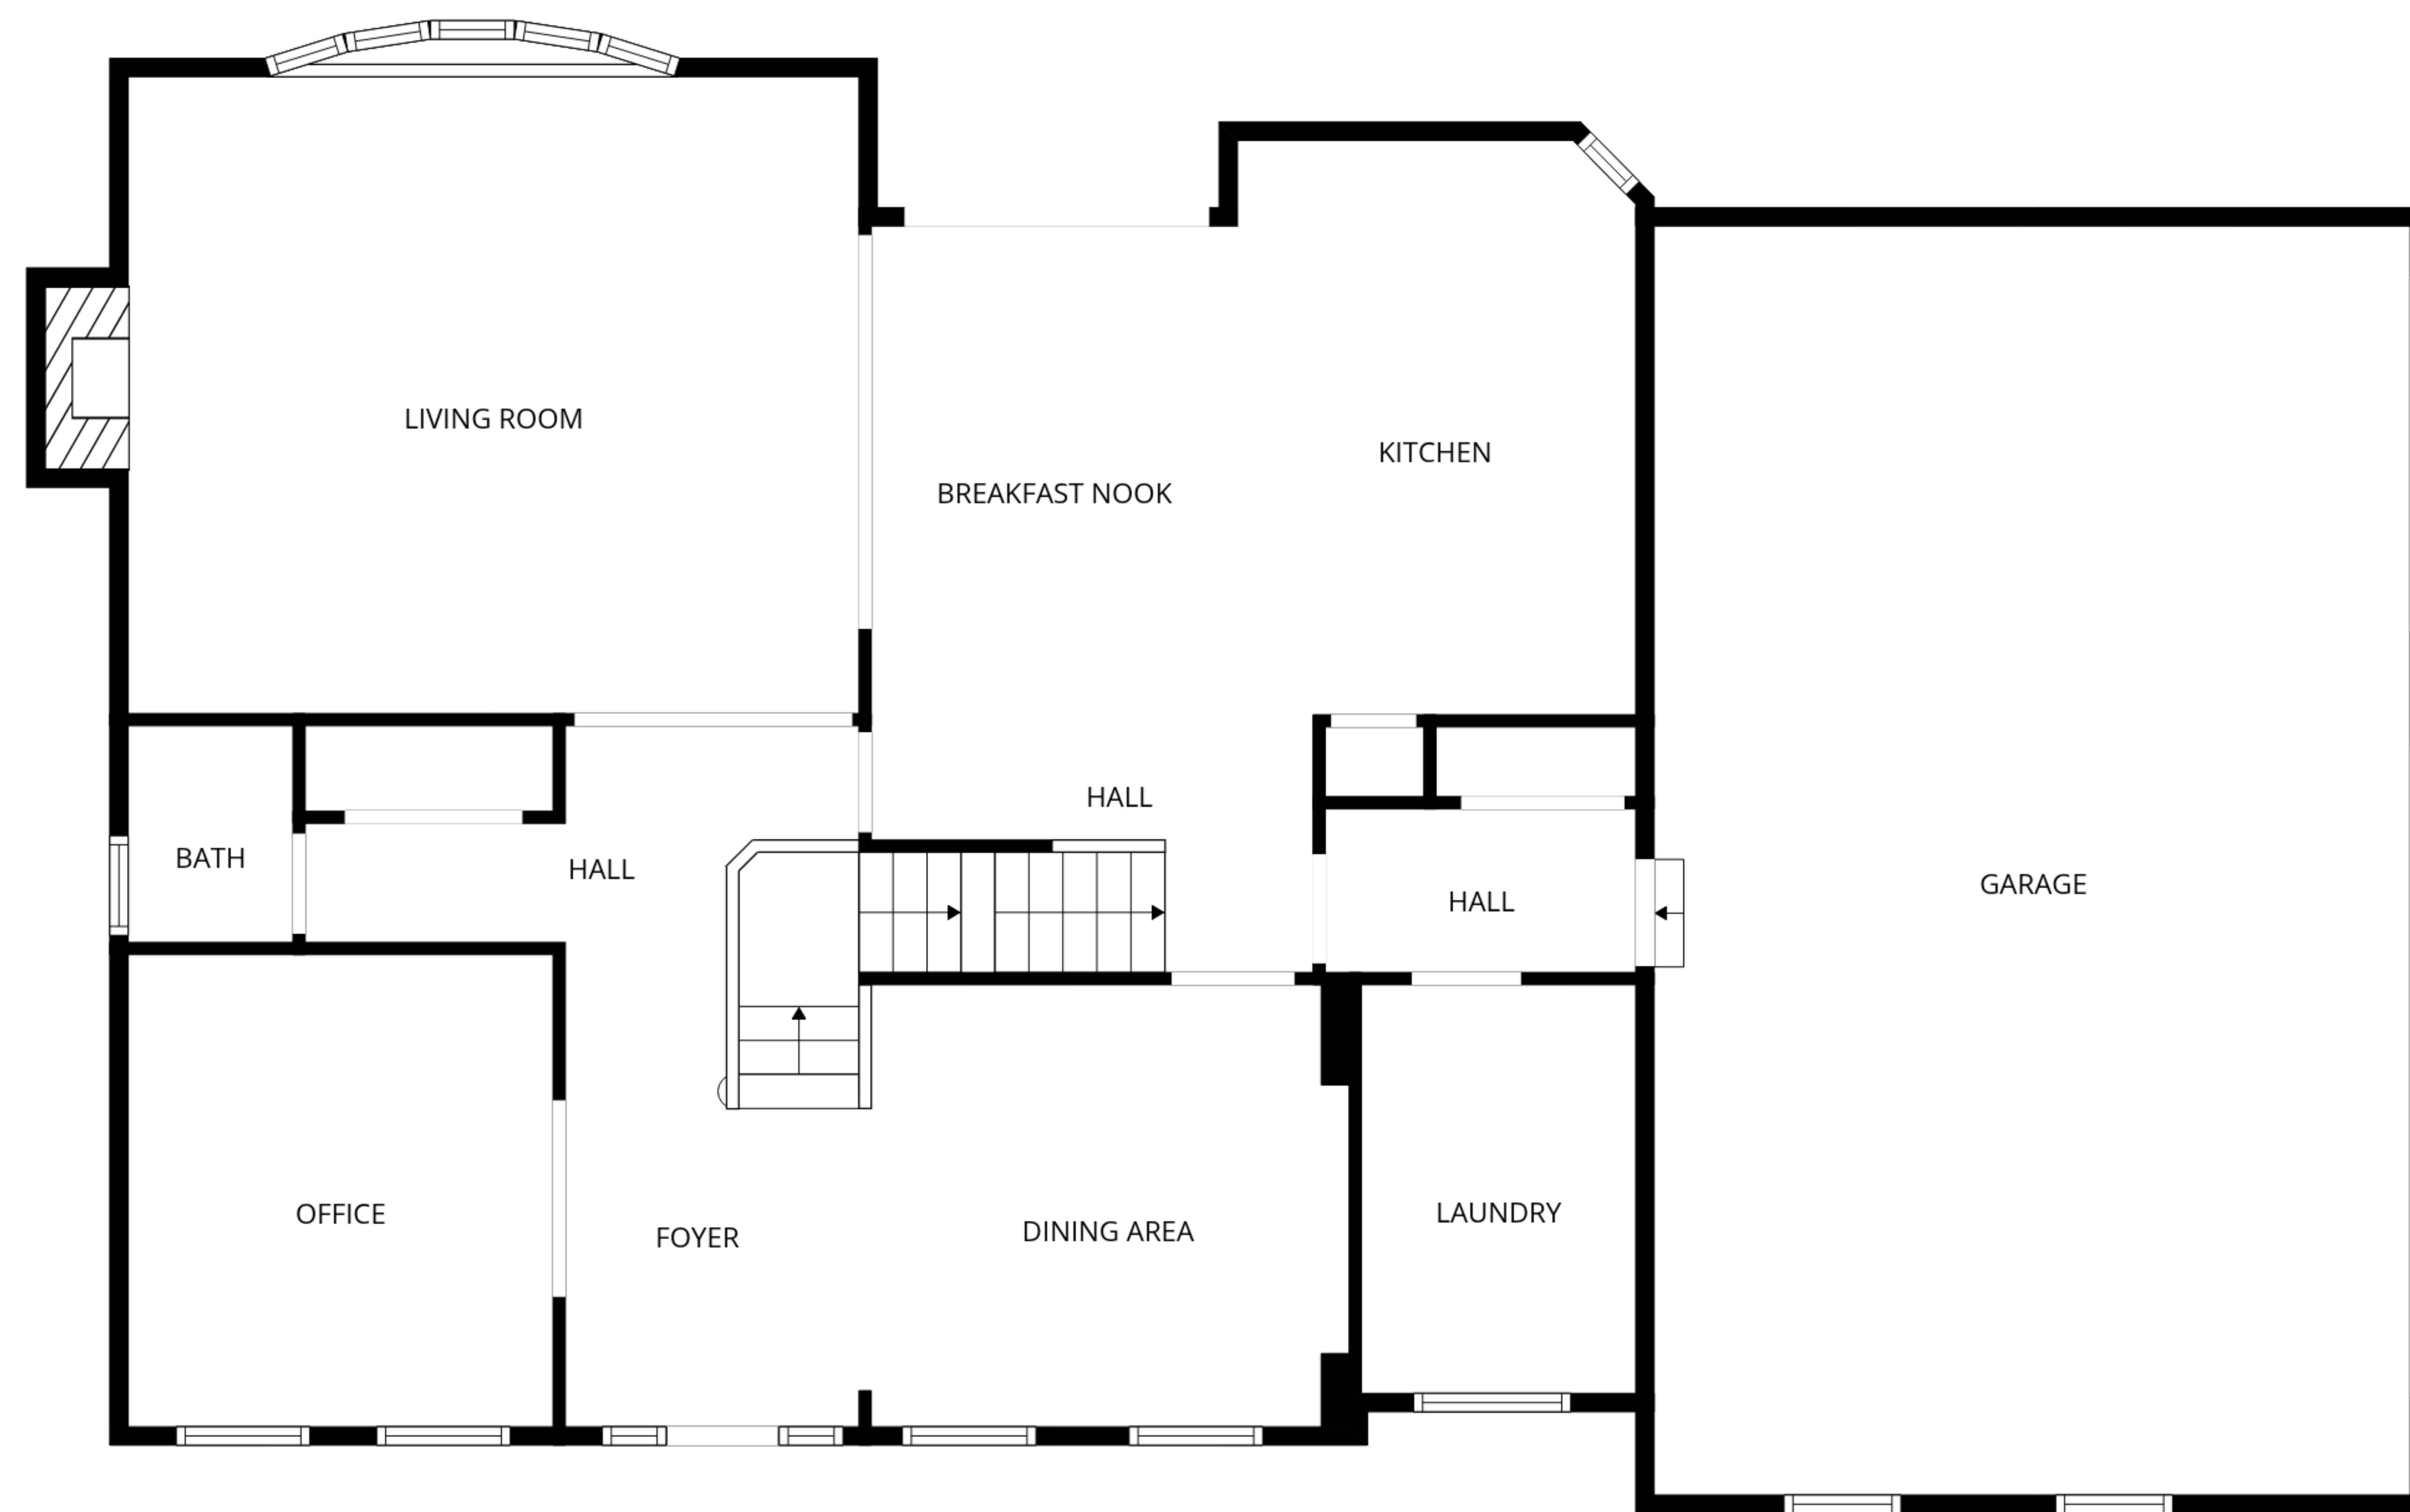 LIVING ROOM
KITCHEN
BREAKFAST NOOK
HALL
BATH
HALL
HALL
GARAGE
OFFICE
FOYER
DINING AREA
LAUNDRY